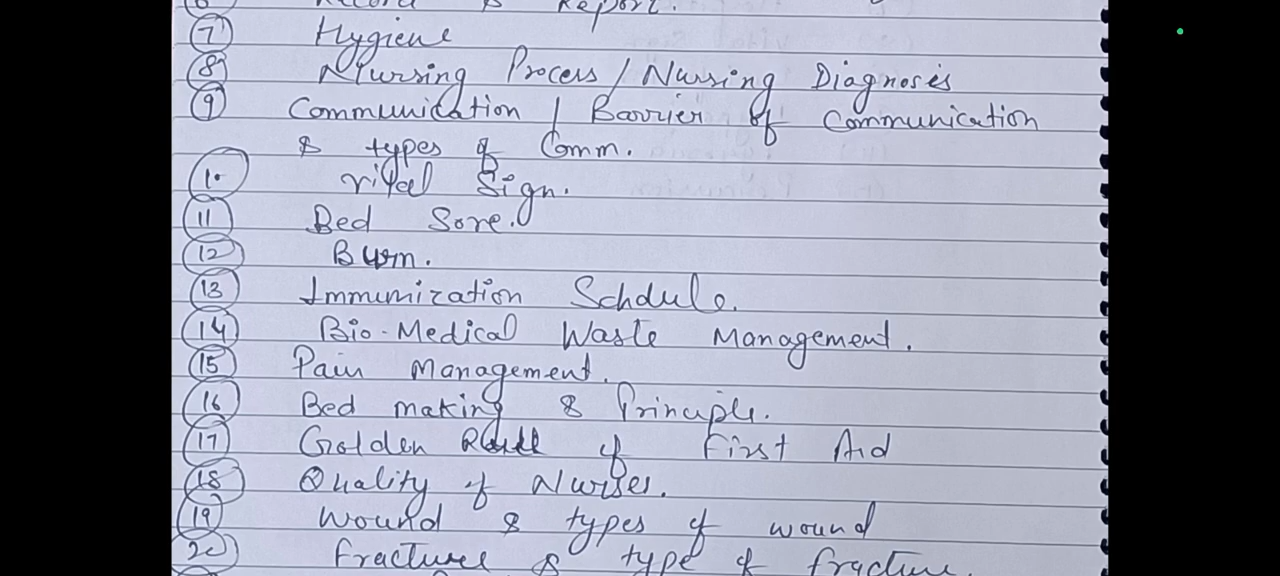 6 Record & Report.
7 Hygiene
8 Nursing Process / Nursing Diagnosis
9 Communication / Barrier of Communication
& types of Comm.
10 Vital Sign.
11 Bed Sore.
12 Burn.
13 Immunization Schdule.
14 Bio-Medical Waste Management.
15 Pain Management.
16 Bed making & Principle.
17 Golden Rule of First Aid
18 Quality of Nurses.
19 Wound & types of wound
20 Fracture & type of fracture.